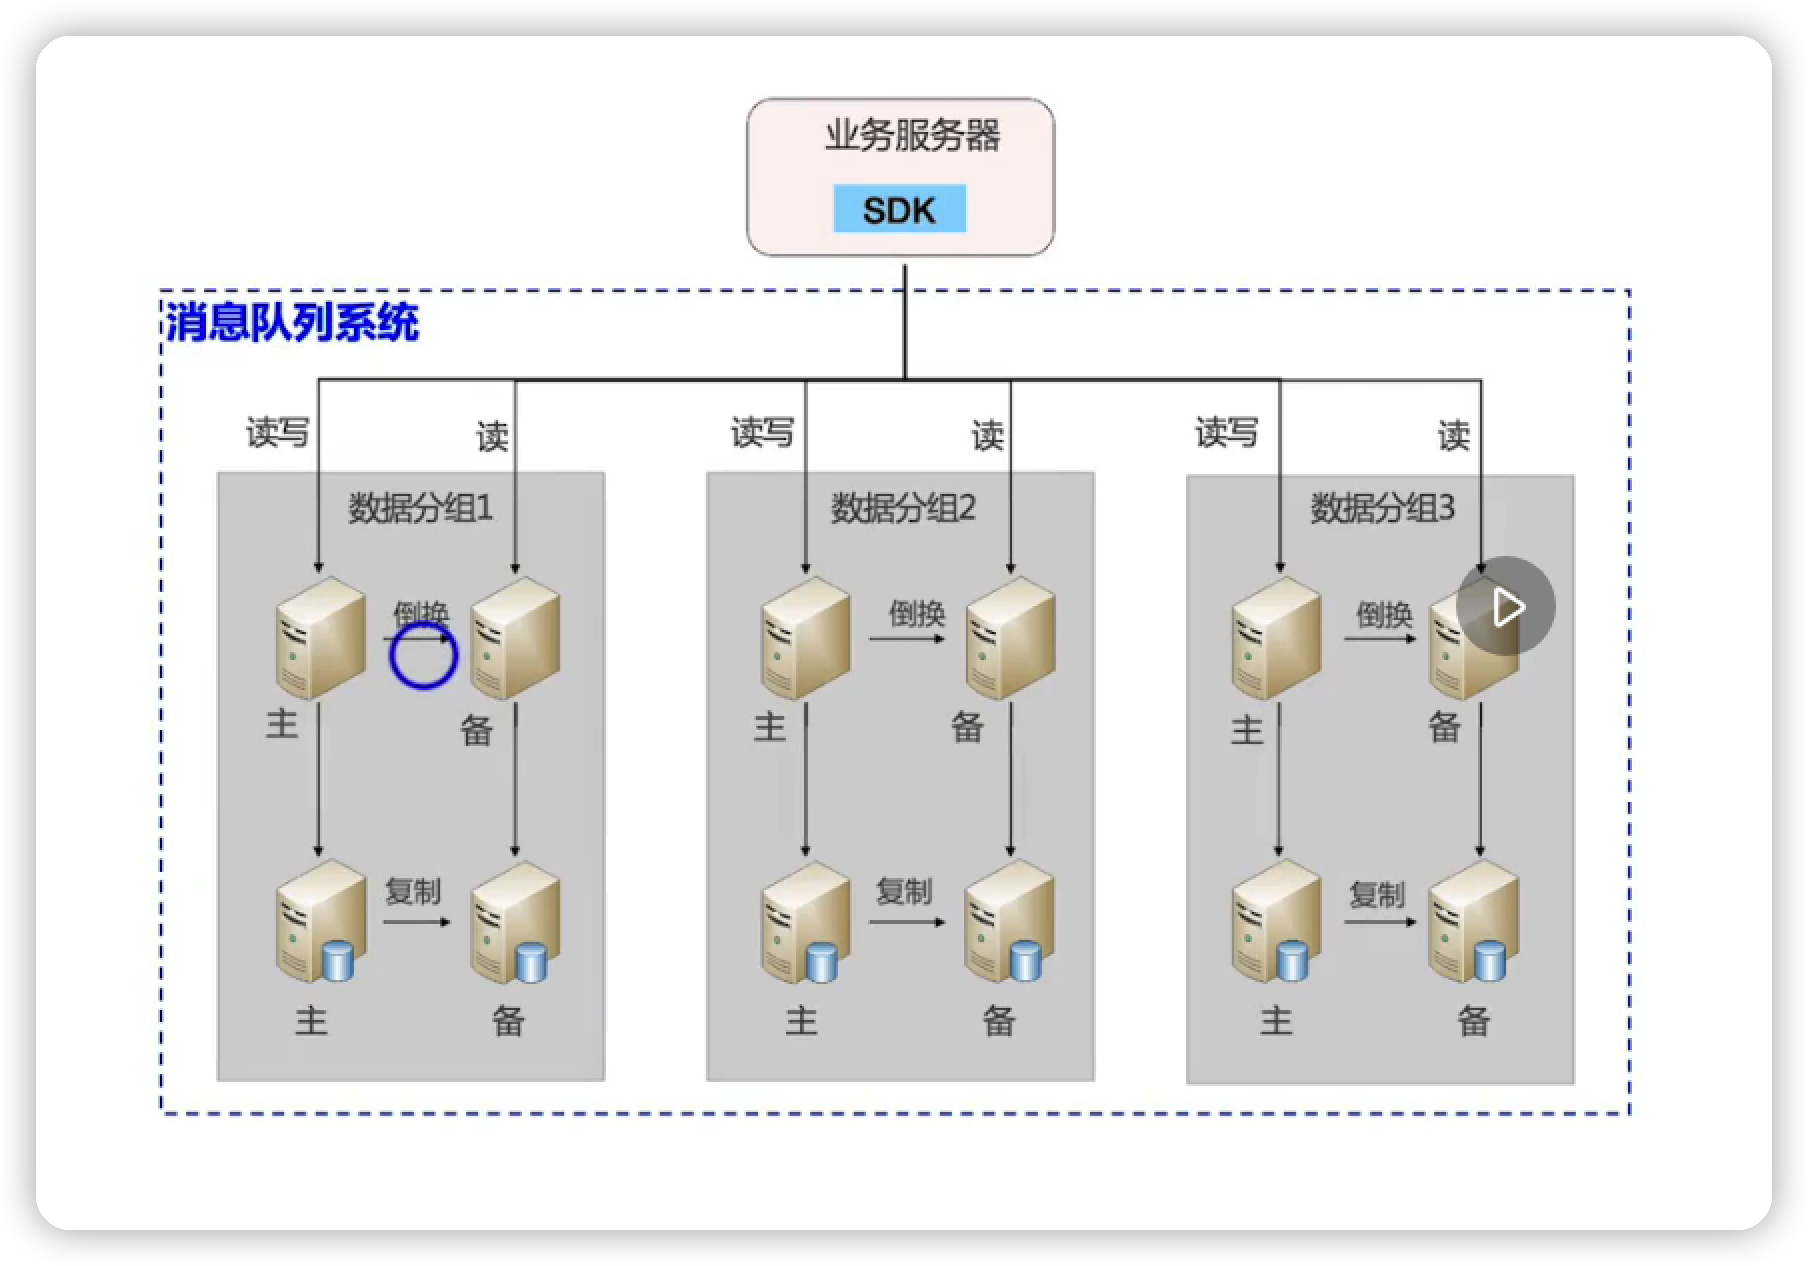 业务服务器
SDK
消息队列系统
读写
读
读写
读
读写
读
数据分组1
数据分组2
数据分组3
倒换
倒换
倒换
主
备
主
备
主
备
复制
复制
复制
主
备
主
备
主
备